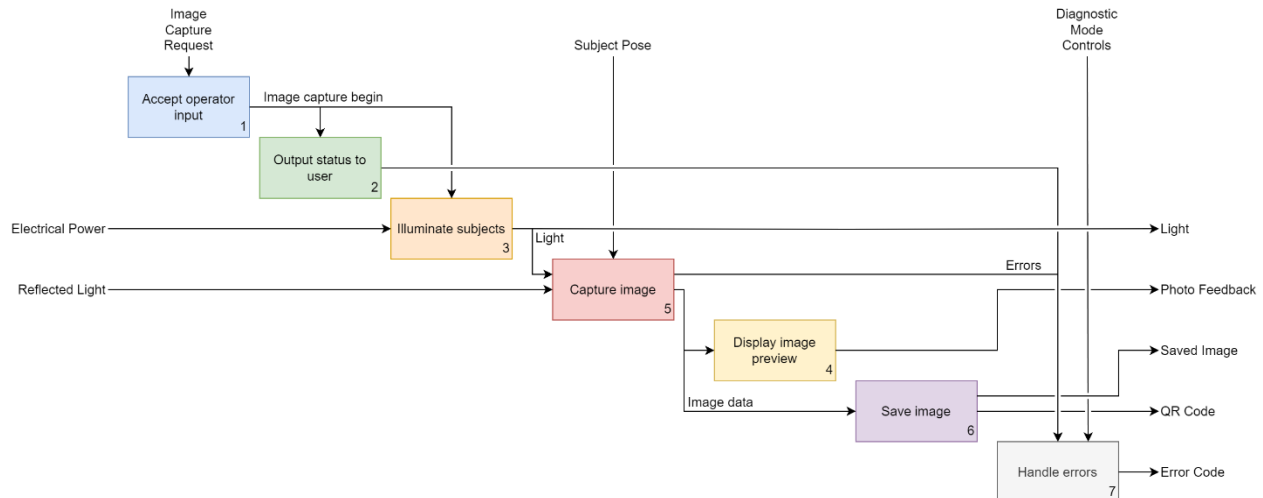 Image
Capture
Request
Subject Pose
Diagnostic
Mode
Controls
Accept operator
input
1
Image capture begin
Output status to
user
2
Electrical Power
Illuminate subjects
3
Light
Light
Reflected Light
Capture image
5
Errors
Photo Feedback
Display image
preview
4
Saved Image
Image data
Save image
6
QR Code
Handle errors
7
Error Code